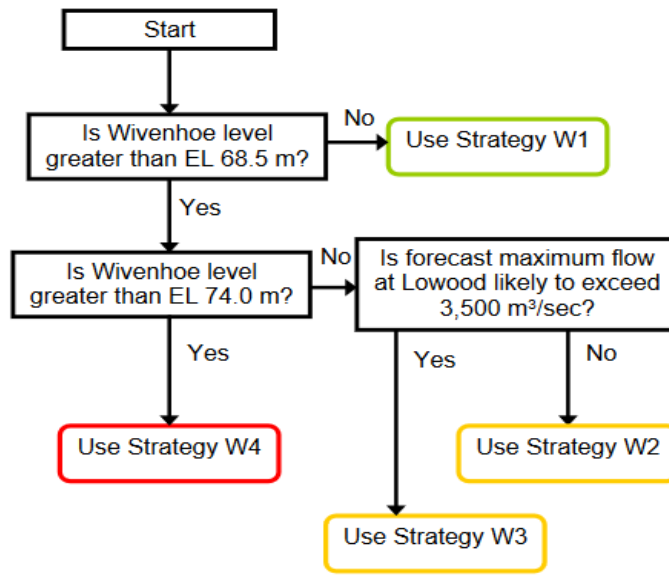 Start
Is Wivenhoe level
greater than EL 68.5 m?
No
Use Strategy W1
Yes
Is Wivenhoe level
greater than EL 74.0 m?
No
Is forecast maximum flow
at Lowood likely to exceed
3,500 m³/sec?
Yes
Yes
No
Use Strategy W4
Use Strategy W2
Use Strategy W3